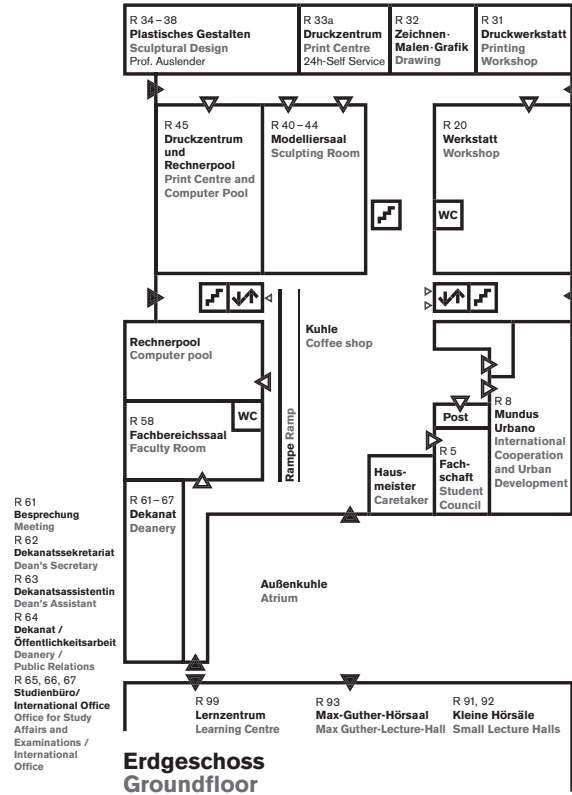 R 34–38
Plastisches Gestalten
Sculptural Design
Prof. Auslender
R 33a
Druckzentrum
Print Centre
24h-Self Service
R 32
Zeichnen·
Malen·Grafik
Drawing
R 31
Druckwerkstatt
Printing
Workshop
R 45
Druckzentrum
und
Rechnerpool
Print Centre and
Computer Pool
R 40–44
Modelliersaal
Sculpting Room
R 20
Werkstatt
Workshop
WC
Rechnerpool
Computer pool
Kuhle
Coffee shop
Rampe Ramp
WC
R 58
Fachbereichssaal
Faculty Room
Post
R 8
Mundus
Urbano
International
Cooperation
and Urban
Development
R 5
Fach-
schaft
Student
Council
Haus-
meister
Caretaker
R 61–67
Dekanat
Deanery
R 61
Besprechung
Meeting
R 62
Dekanatssekretariat
Dean's Secretary
R 63
Dekanatsassistentin
Dean's Assistant
R 64
Dekanat /
Öffentlichkeitsarbeit
Deanery /
Public Relations
R 65, 66, 67
Studienbüro/
International Office
Office for Study
Affairs and
Examinations /
International
Office
Außenkuhle
Atrium
R 99
Lernzentrum
Learning Centre
R 93
Max-Guther-Hörsaal
Max Guther-Lecture-Hall
R 91, 92
Kleine Hörsäle
Small Lecture Halls
Erdgeschoss
Groundfloor